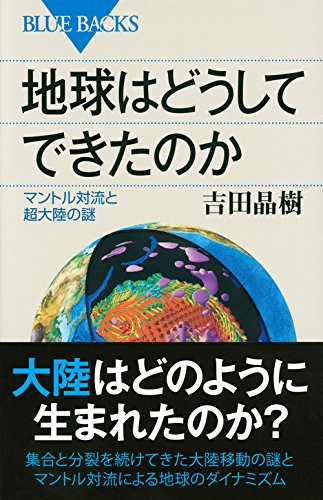 BLUE BACKS
地球はどうして
できたのか
マントル対流と
超大陸の謎
吉田晶樹
大陸はどのように
生まれたのか?
集合と分裂を続けてきた大陸移動の謎と
マントル対流による地球のダイナミズム